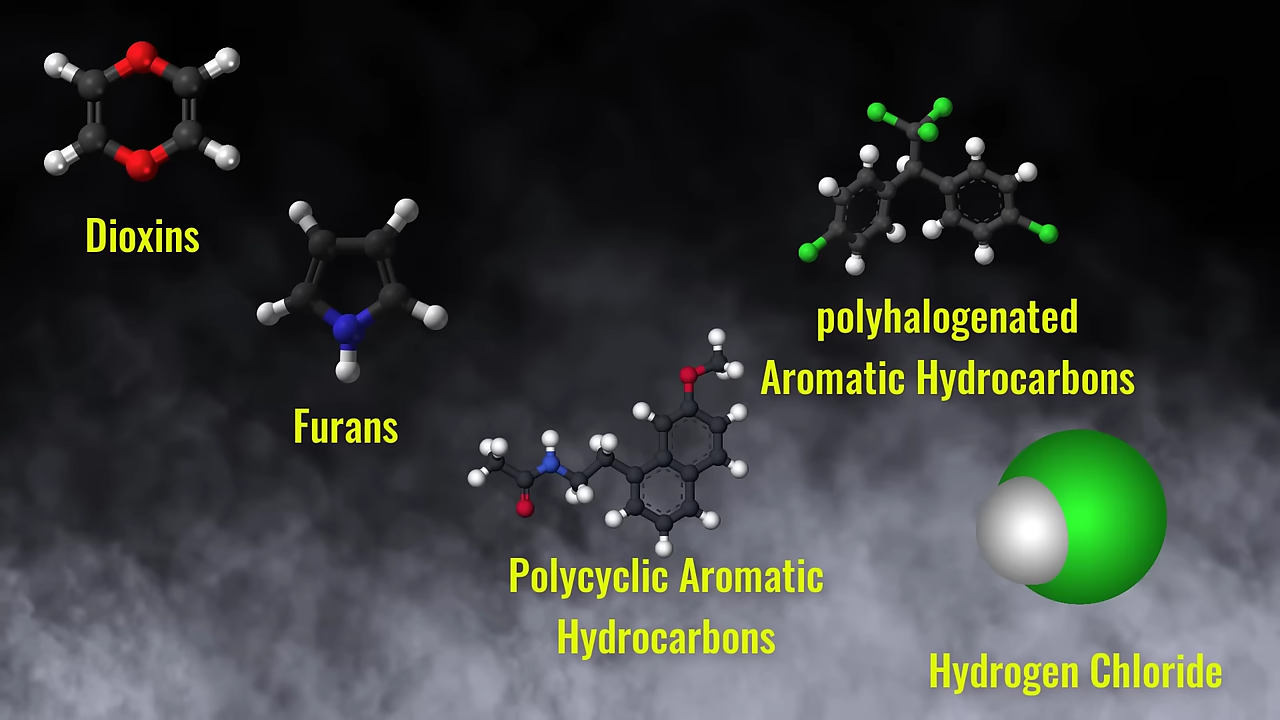 Dioxins
Furans
polyhalogenated
Aromatic Hydrocarbons
Polycyclic Aromatic
Hydrocarbons
Hydrogen Chloride